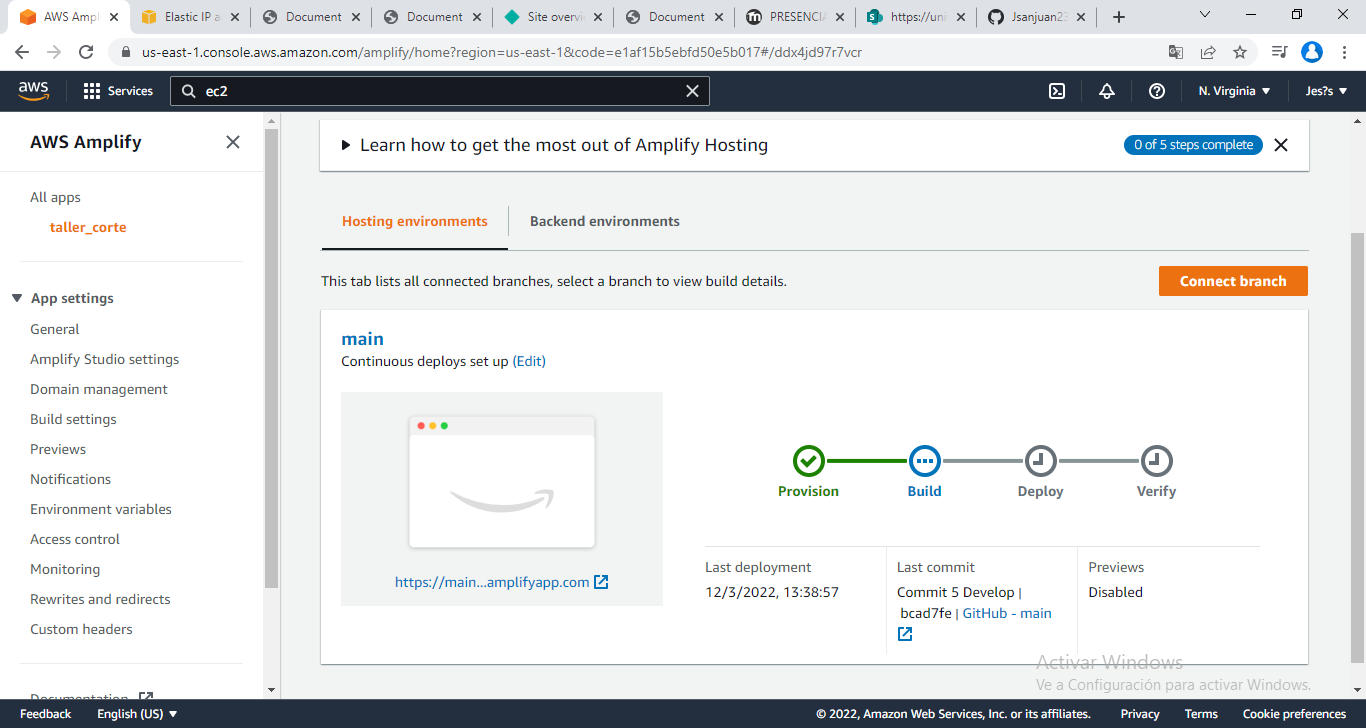 AWS Ampl
Elastic IP a
Document
Document
Site overvi
Document
PRESENCIA
https://uni
Jsanjuan23
us-east-1.console.aws.amazon.com/amplify/home?region=us-east-1&code=e1af15b5ebfd50e5b017#/ddx4jd97r7vcr
aws
Services
ec2
N. Virginia
Jes?s
AWS Amplify
All apps
taller_corte
App settings
General
Amplify Studio settings
Domain management
Build settings
Previews
Notifications
Environment variables
Access control
Monitoring
Rewrites and redirects
Custom headers
Documentation
Learn how to get the most out of Amplify Hosting
0 of 5 steps complete
Hosting environments
Backend environments
This tab lists all connected branches, select a branch to view build details.
Connect branch
main
Continuous deploys set up (Edit)
https://main...amplifyapp.com
Provision
Build
Deploy
Verify
Last deployment
12/3/2022, 13:38:57
Last commit
Commit 5 Develop |
bcad7fe | GitHub - main
Previews
Disabled
Activar Windows
Ve a Configuración para activar Windows.
Feedback
English (US)
© 2022, Amazon Web Services, Inc. or its affiliates.
Privacy
Terms
Cookie preferences